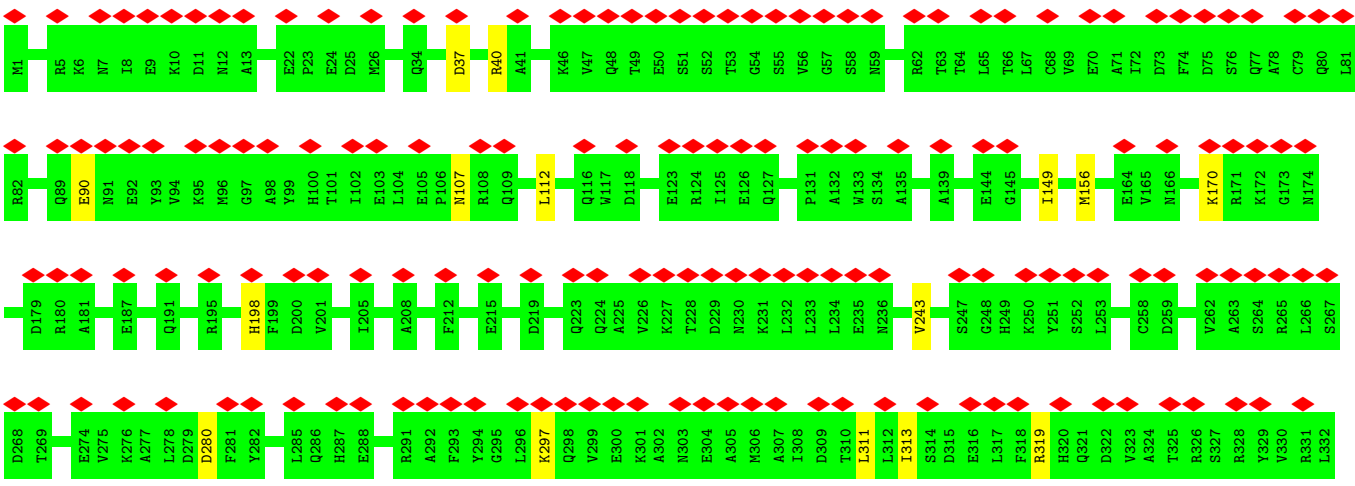 M1 R5 K6 N7 I8 E9 K10 D11 N12 A13 E22 P23 E24 D25 M26 Q34 D37 R40 A41 K46 V47 Q48 T49 E50 S51 S52 T53 G54 S55 V56 G57 S58 N59 R62 T63 T64 L65 T66 L67 C68 V69 E70 A71 I72 D73 F74 D75 S76 Q77 A78 C79 Q80 L81
R82 Q89 E90 N91 E92 Y93 V94 K95 M96 G97 A98 Y99 H100 T101 I102 E103 L104 E105 P106 N107 R108 Q109 L112 Q116 W117 D118 E123 R124 I125 E126 Q127 P131 A132 W133 S134 A135 A139 E144 G145 I149 M156 E164 V165 N166 K170 R171 K172 G173 N174
D179 R180 A181 E187 Q191 R195 H198 F199 D200 V201 I205 A208 F212 E215 D219 Q223 Q224 A225 V226 K227 T228 D229 N230 K231 L232 L233 L234 E235 N236 V243 S247 G248 H249 K250 Y251 S252 L253 C258 D259 V262 A263 S264 R265 L266 S267
D268 T269 E274 V275 K276 A277 L278 D279 D280 F281 Y282 L285 Q286 H287 E288 R291 A292 F293 Y294 G295 L296 K297 Q298 V299 E300 K301 A302 N303 E304 A305 M306 A307 I308 D309 T310 L311 L312 I313 S314 D315 E316 L317 F318 R319 H320 Q321 D322 V323 A324 T325 R326 S327 R328 Y329 V330 R331 L332